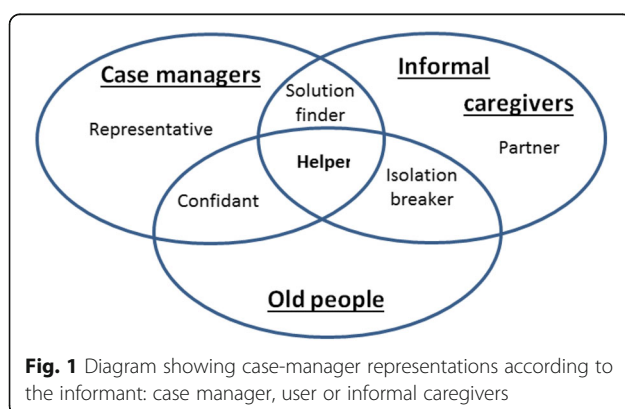 Case managers
Informal
caregivers
Solution
finder
Representative
Partner
Helper
Isolation
breaker
Confidant
Old people
Fig. 1 Diagram showing case-manager representations according to
the informant: case manager, user or informal caregivers